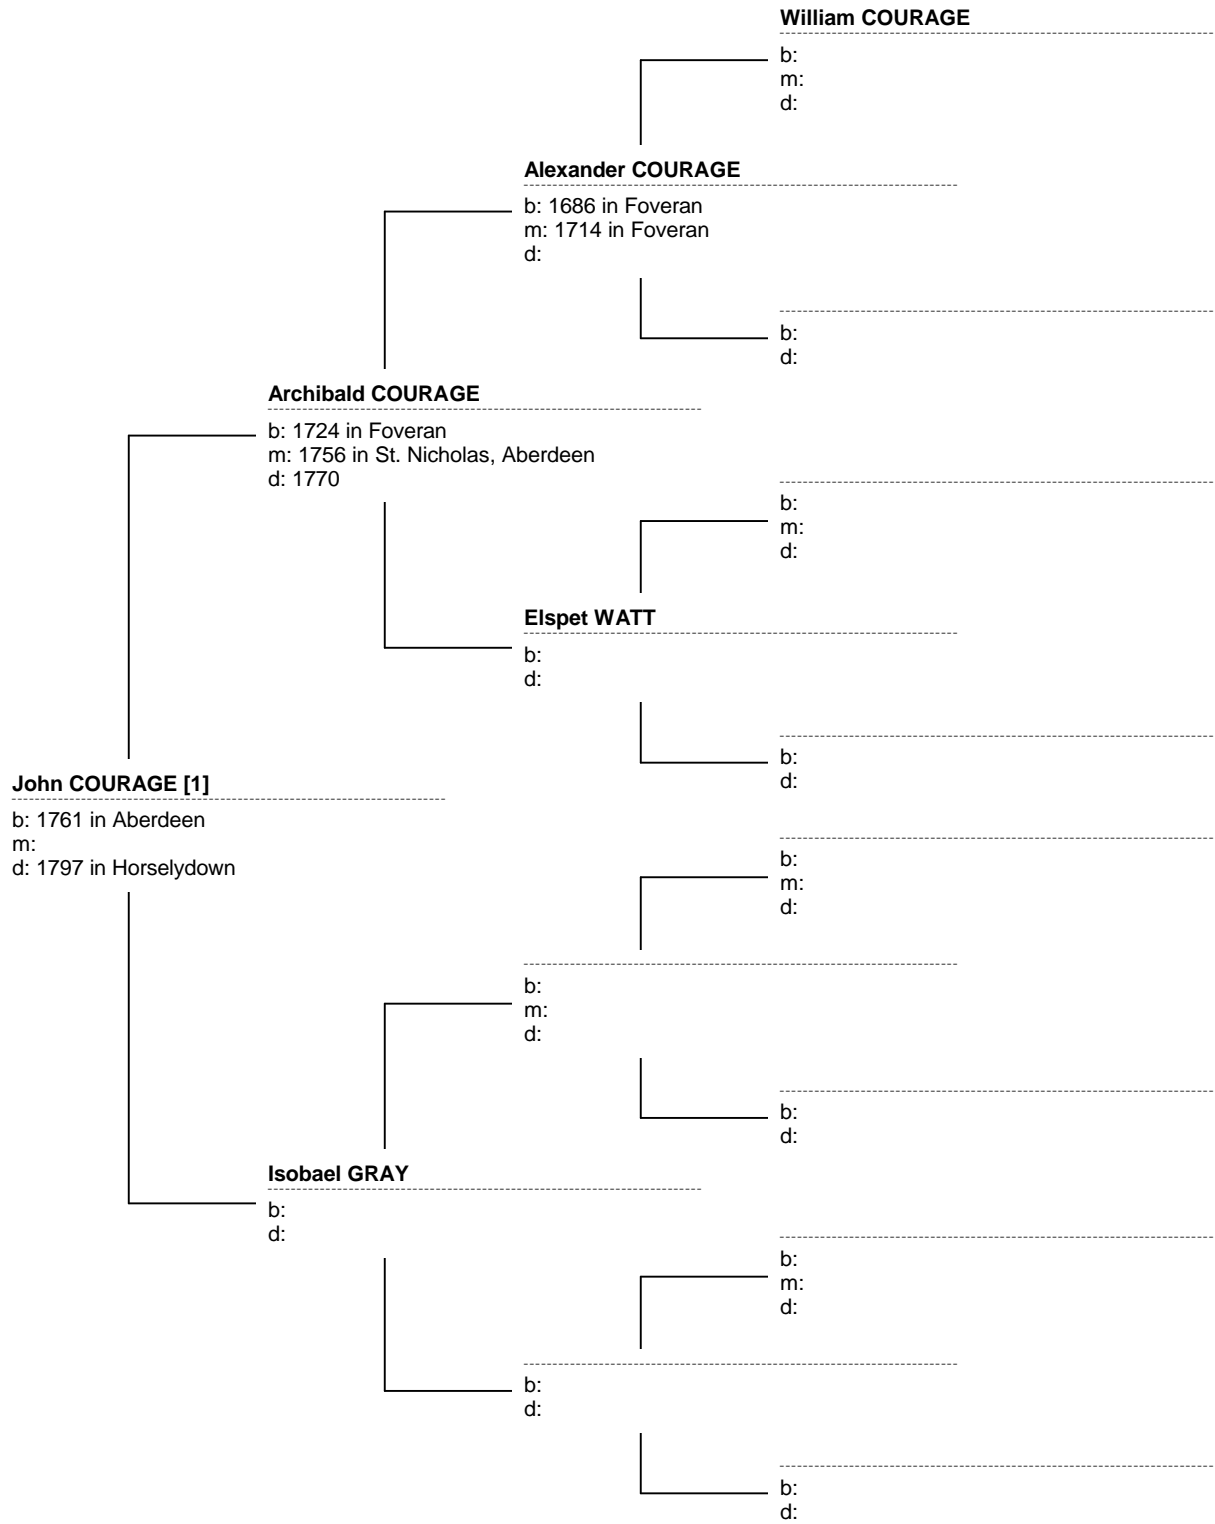 William COURAGE
b:
m:
d:
Alexander COURAGE
b: 1686 in Foveran
m: 1714 in Foveran
d:
b:
d:
Archibald COURAGE
b: 1724 in Foveran
m: 1756 in St. Nicholas, Aberdeen
d: 1770
b:
m:
d:
Elspet WATT
b:
d:
b:
d:
John COURAGE [1]
b: 1761 in Aberdeen
m:
d: 1797 in Horselydown
b:
m:
d:
b:
m:
d:
b:
d:
Isobael GRAY
b:
d:
b:
m:
d:
b:
d:
b:
d: